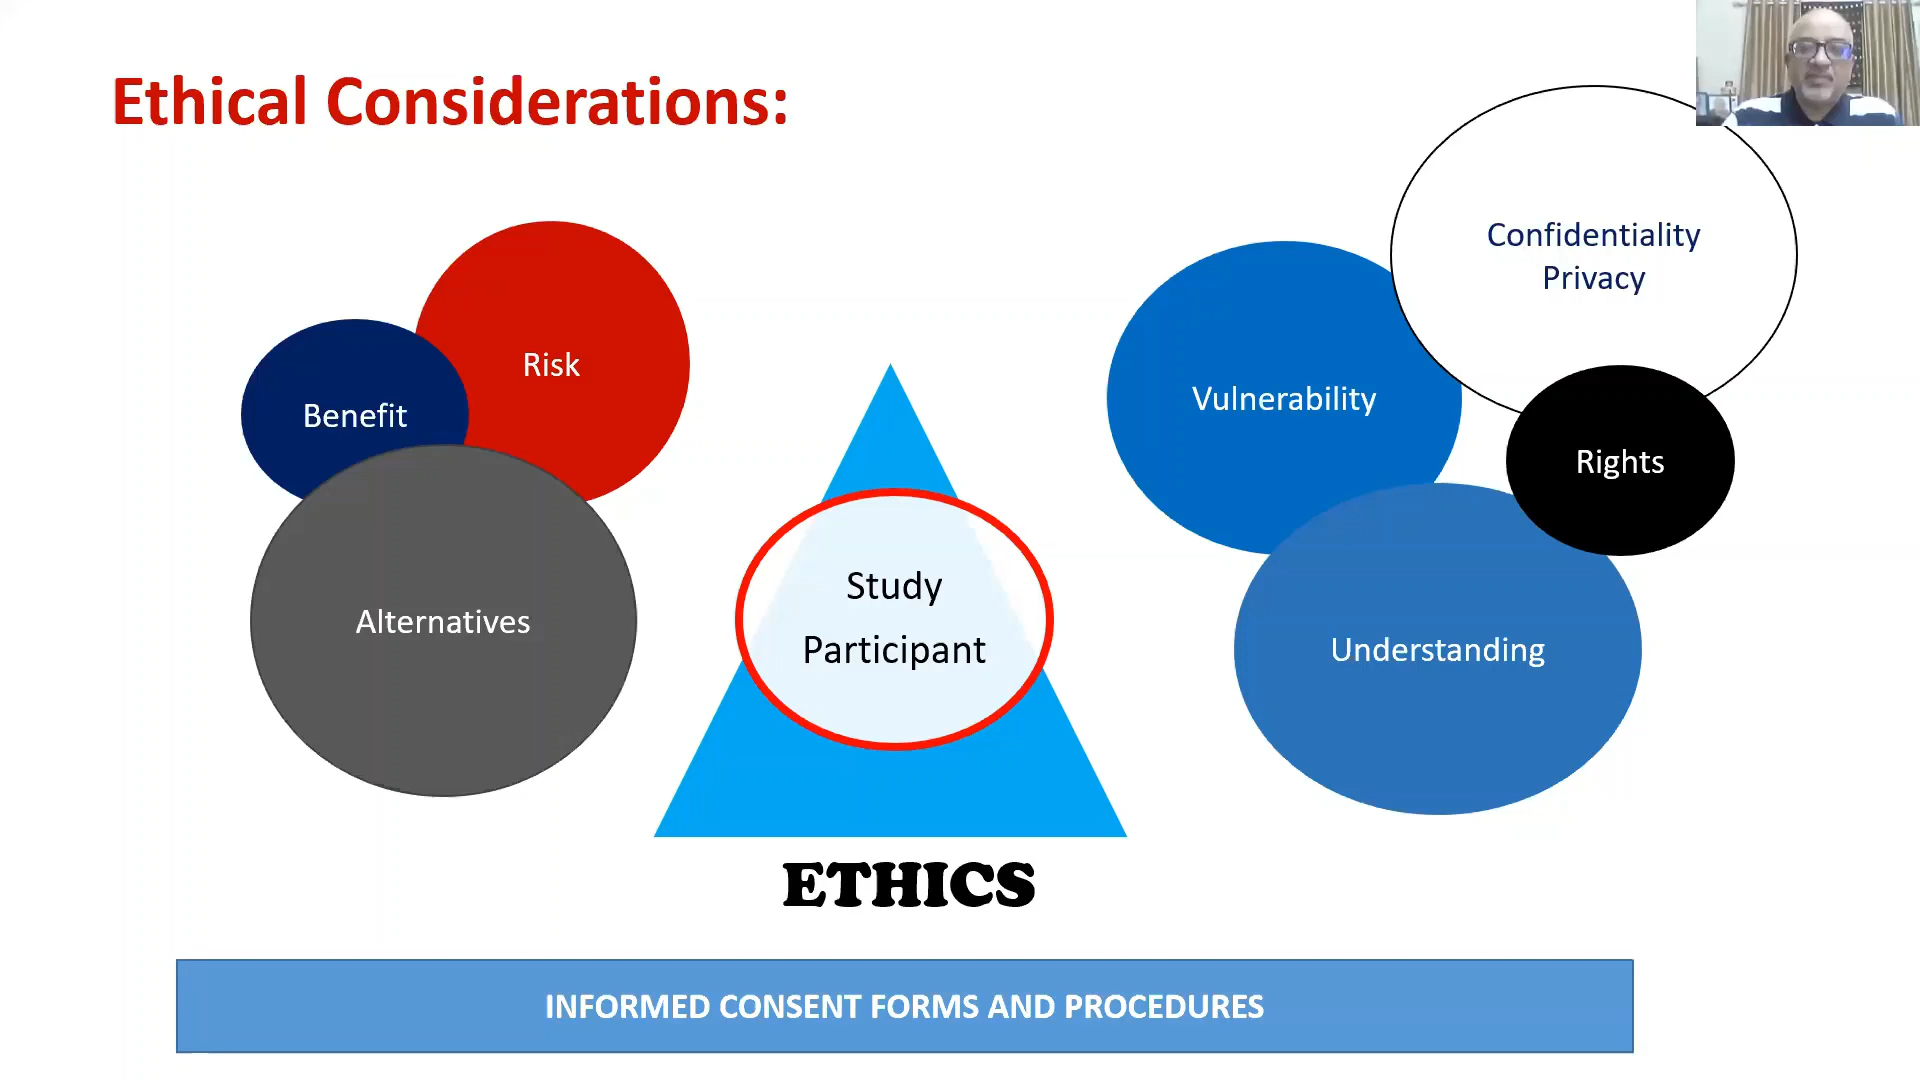 Ethical Considerations:
Confidentiality
Privacy
Risk
Benefit
Vulnerability
Rights
Alternatives
Study
Participant
Understanding
ETHICS
INFORMED CONSENT FORMS AND PROCEDURES